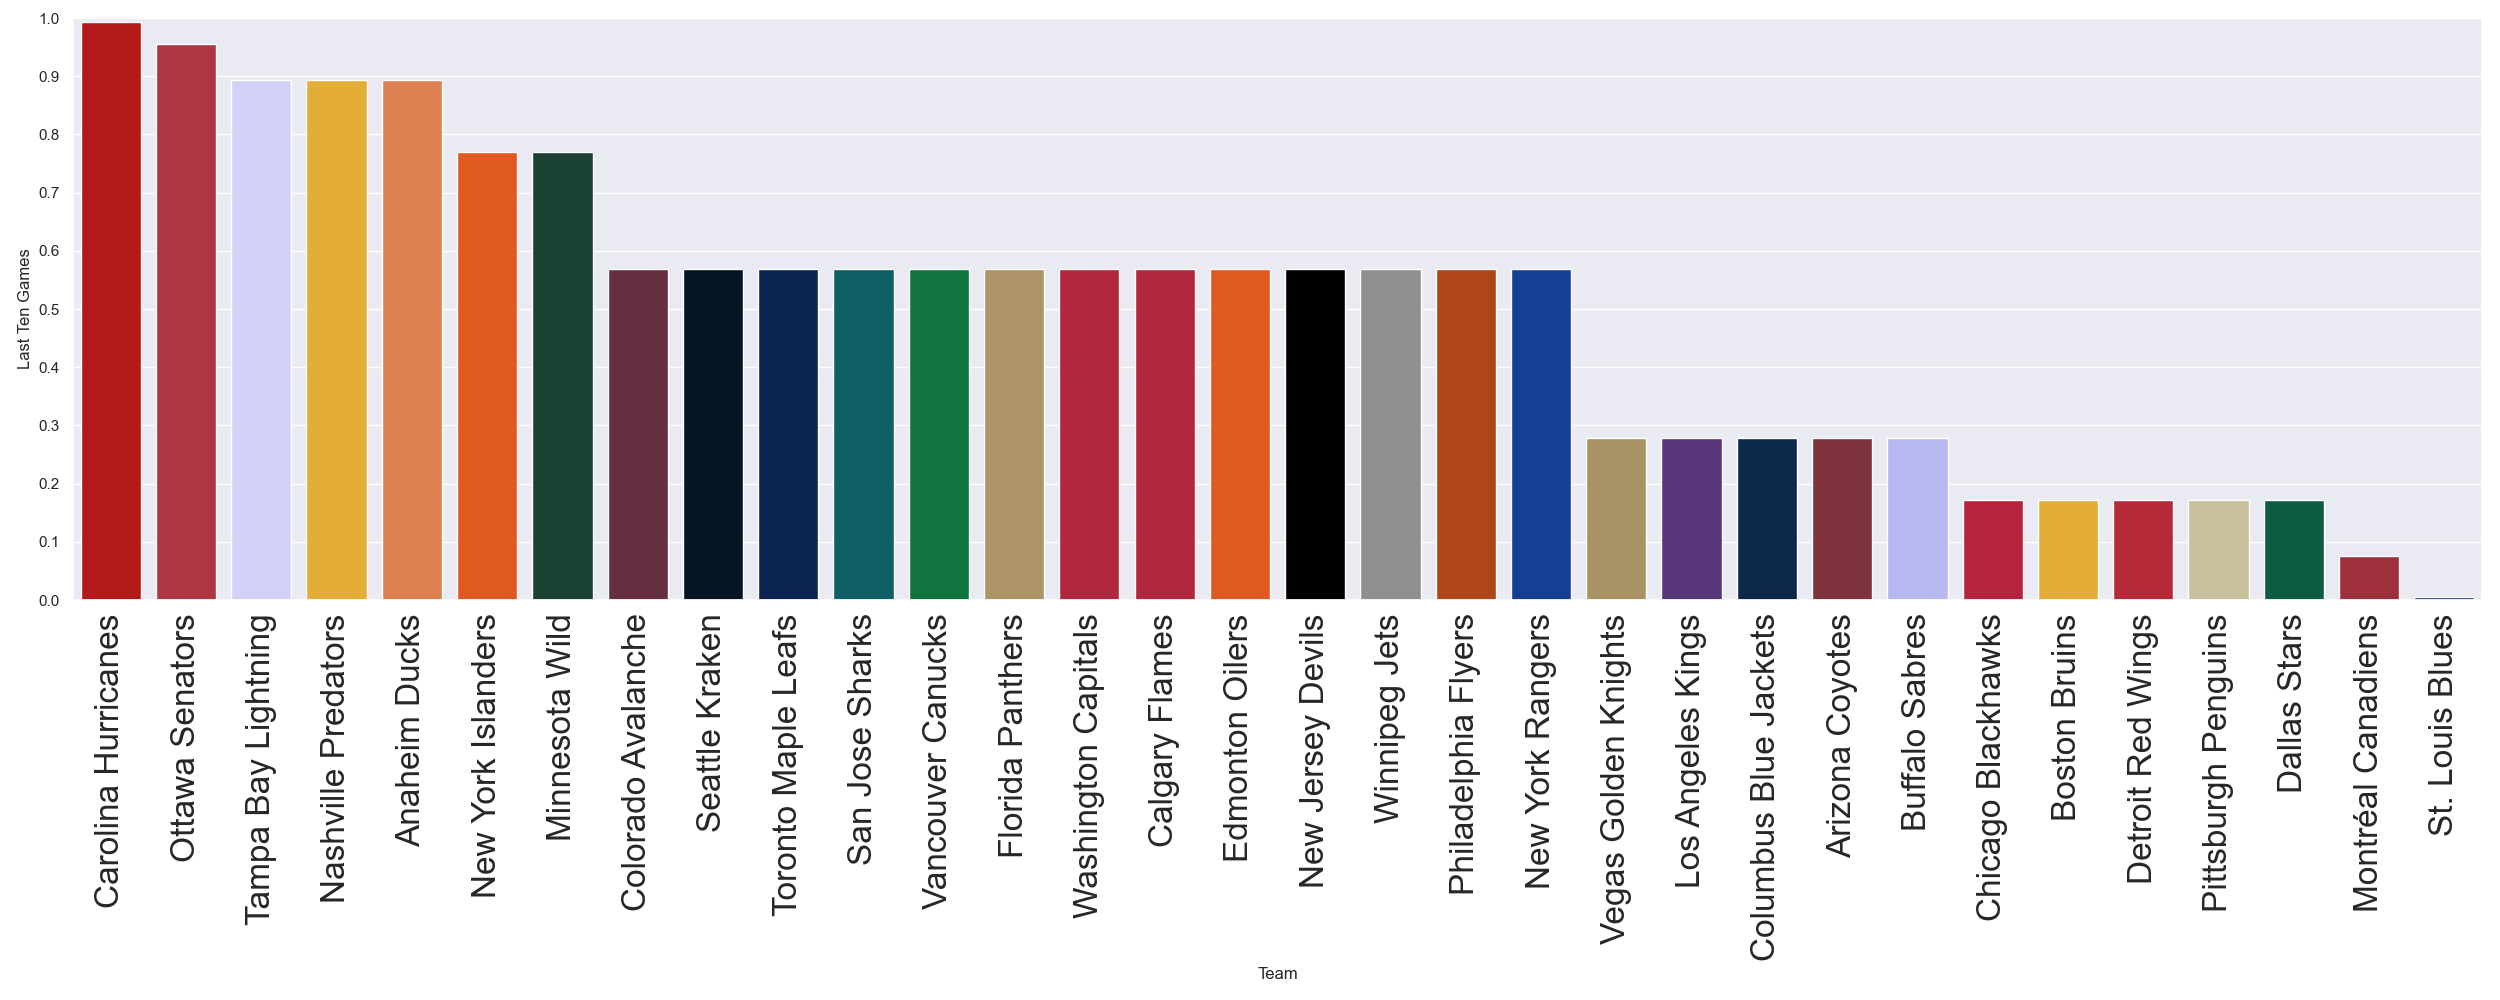 1.0
0.9
0.8
0.7
0.6
0.5
0.4
0.3
0.2
0.1
0.0
Last Ten Games
Carolina Hurricanes
Ottawa Senators
Tampa Bay Lightning
Nashville Predators
Anaheim Ducks
New York Islanders
Minnesota Wild
Colorado Avalanche
Seattle Kraken
Toronto Maple Leafs
San Jose Sharks
Vancouver Canucks
Florida Panthers
Washington Capitals
Calgary Flames
Edmonton Oilers
New Jersey Devils
Winnipeg Jets
Philadelphia Flyers
New York Rangers
Vegas Golden Knights
Los Angeles Kings
Columbus Blue Jackets
Arizona Coyotes
Buffalo Sabres
Chicago Blackhawks
Boston Bruins
Detroit Red Wings
Pittsburgh Penguins
Dallas Stars
Montréal Canadiens
St. Louis Blues
Team